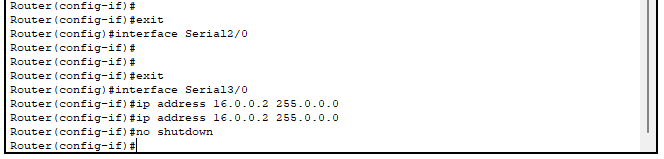 Router(config-if)#
Router(config-if)#exit
Router(config)#interface Serial2/0
Router(config-if)#
Router(config-if)#
Router(config-if)#exit
Router(config)#interface Serial3/0
Router(config-if)#ip address 16.0.0.2 255.0.0.0
Router(config-if)#ip address 16.0.0.2 255.0.0.0
Router(config-if)#no shutdown
Router(config-if)#